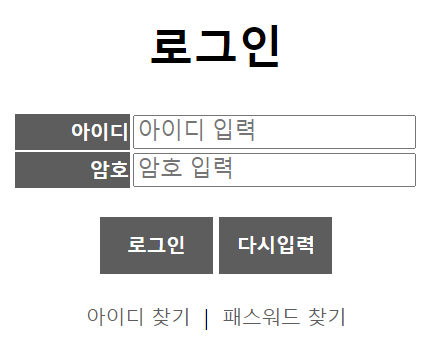 로그인
아이디 아이디 입력
암호 암호 입력
로그인 다시입력
아이디 찾기 | 패스워드 찾기